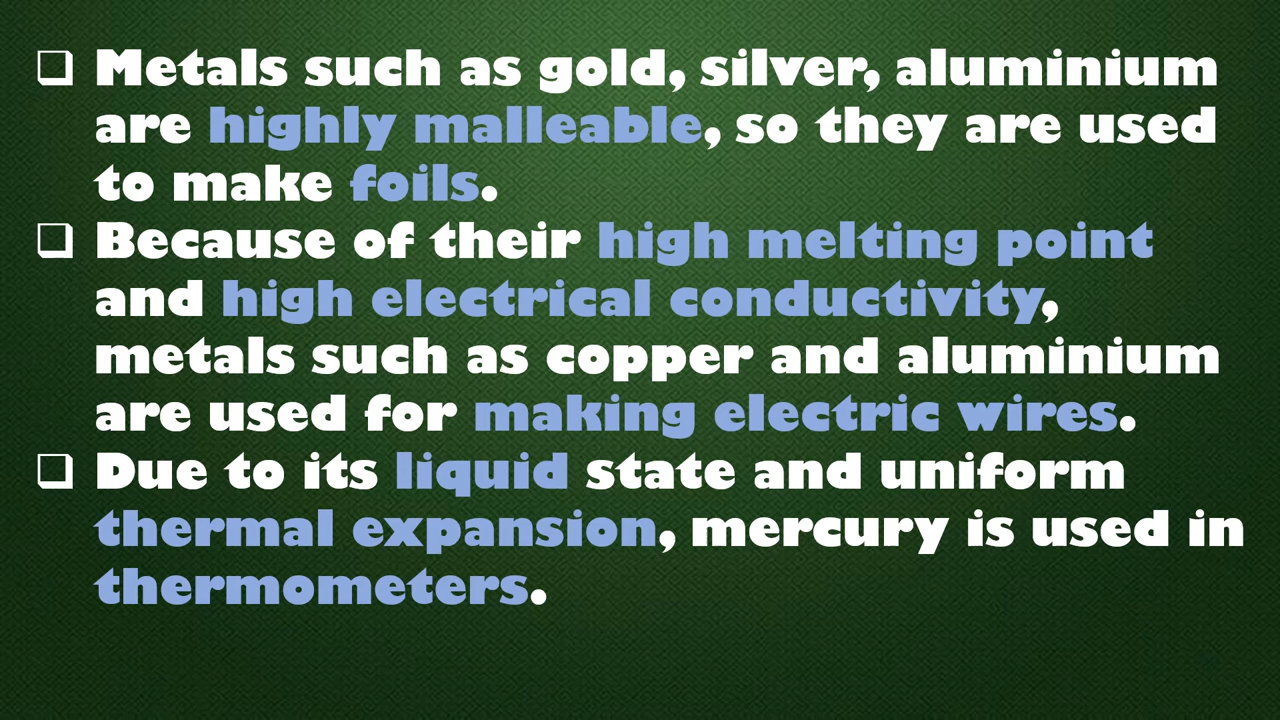 ❑ Metals such as gold, silver, aluminium
are highly malleable, so they are used
to make foils.
❑ Because of their high melting point
and high electrical conductivity,
metals such as copper and aluminium
are used for making electric wires.
❑ Due to its liquid state and uniform
thermal expansion, mercury is used in
thermometers.